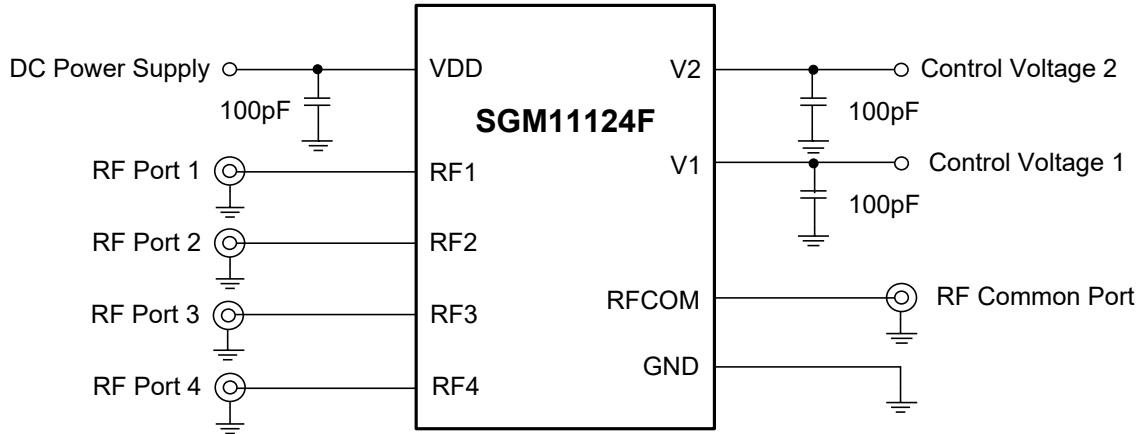 DC Power Supply
100pF
RF Port 1
RF Port 2
RF Port 3
RF Port 4
VDD
RF1
RF2
RF3
RF4
SGM11124F
V2
V1
RFCOM
GND
Control Voltage 2
100pF
Control Voltage 1
100pF
RF Common Port